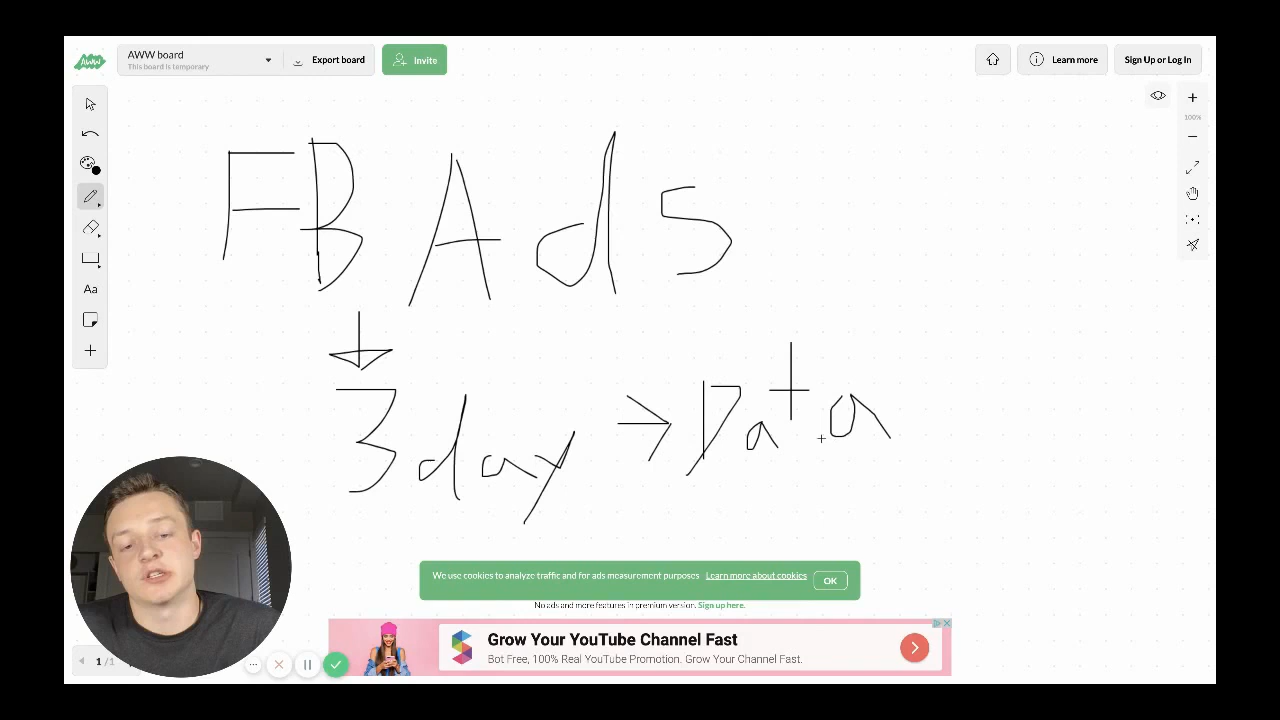 AWW
AWW board
This board is temporary
Export board
Invite
Learn more
Sign Up or Log In
100%
FB Ads
3 day → Data
Aa
We use cookies to analyze traffic and for ads measurement purposes Learn more about cookies OK
No ads and more features in premium version. Sign up here.
Grow Your YouTube Channel Fast
Bot Free, 100% Real YouTube Promotion. Grow Your Channel Fast.
1 / 1